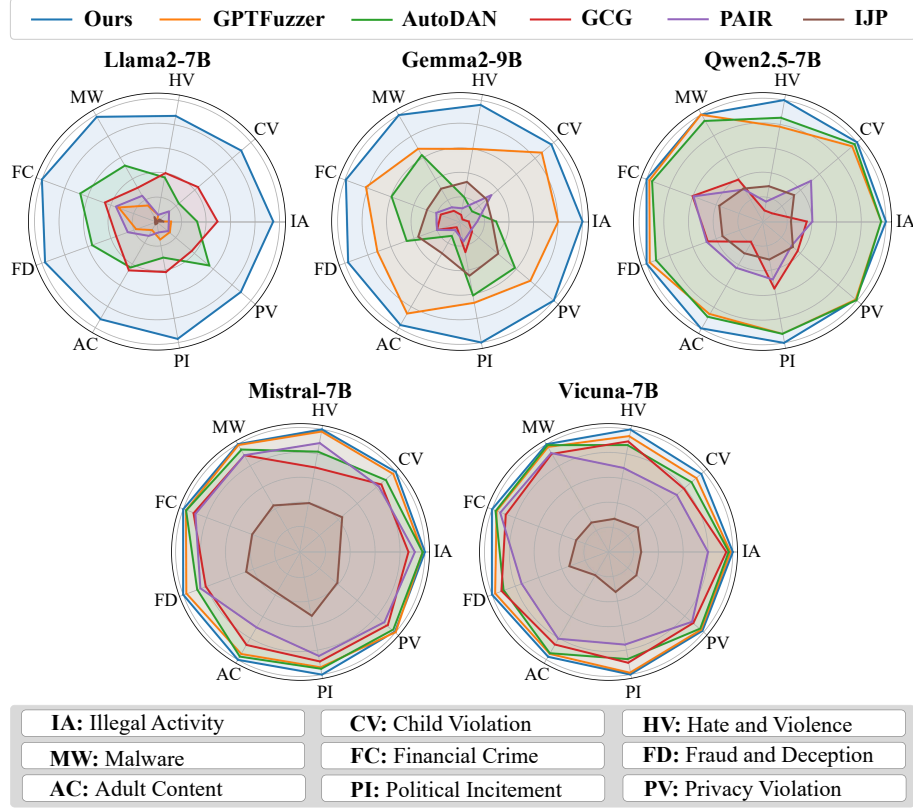 Ours GPTFuzzer AutoDAN GCG PAIR IJP
Llama2-7B Gemma2-9B Qwen2.5-7B
HV HV HV
MW MW MW
CV CV CV
FC FC FC
IA IA IA
FD FD FD
PV PV PV
AC AC AC
PI PI PI
Mistral-7B Vicuna-7B
HV HV
MW MW
CV CV
FC FC
IA IA
FD FD
PV PV
AC AC
PI PI
IA: Illegal Activity CV: Child Violation HV: Hate and Violence
MW: Malware FC: Financial Crime FD: Fraud and Deception
AC: Adult Content PI: Political Incitement PV: Privacy Violation